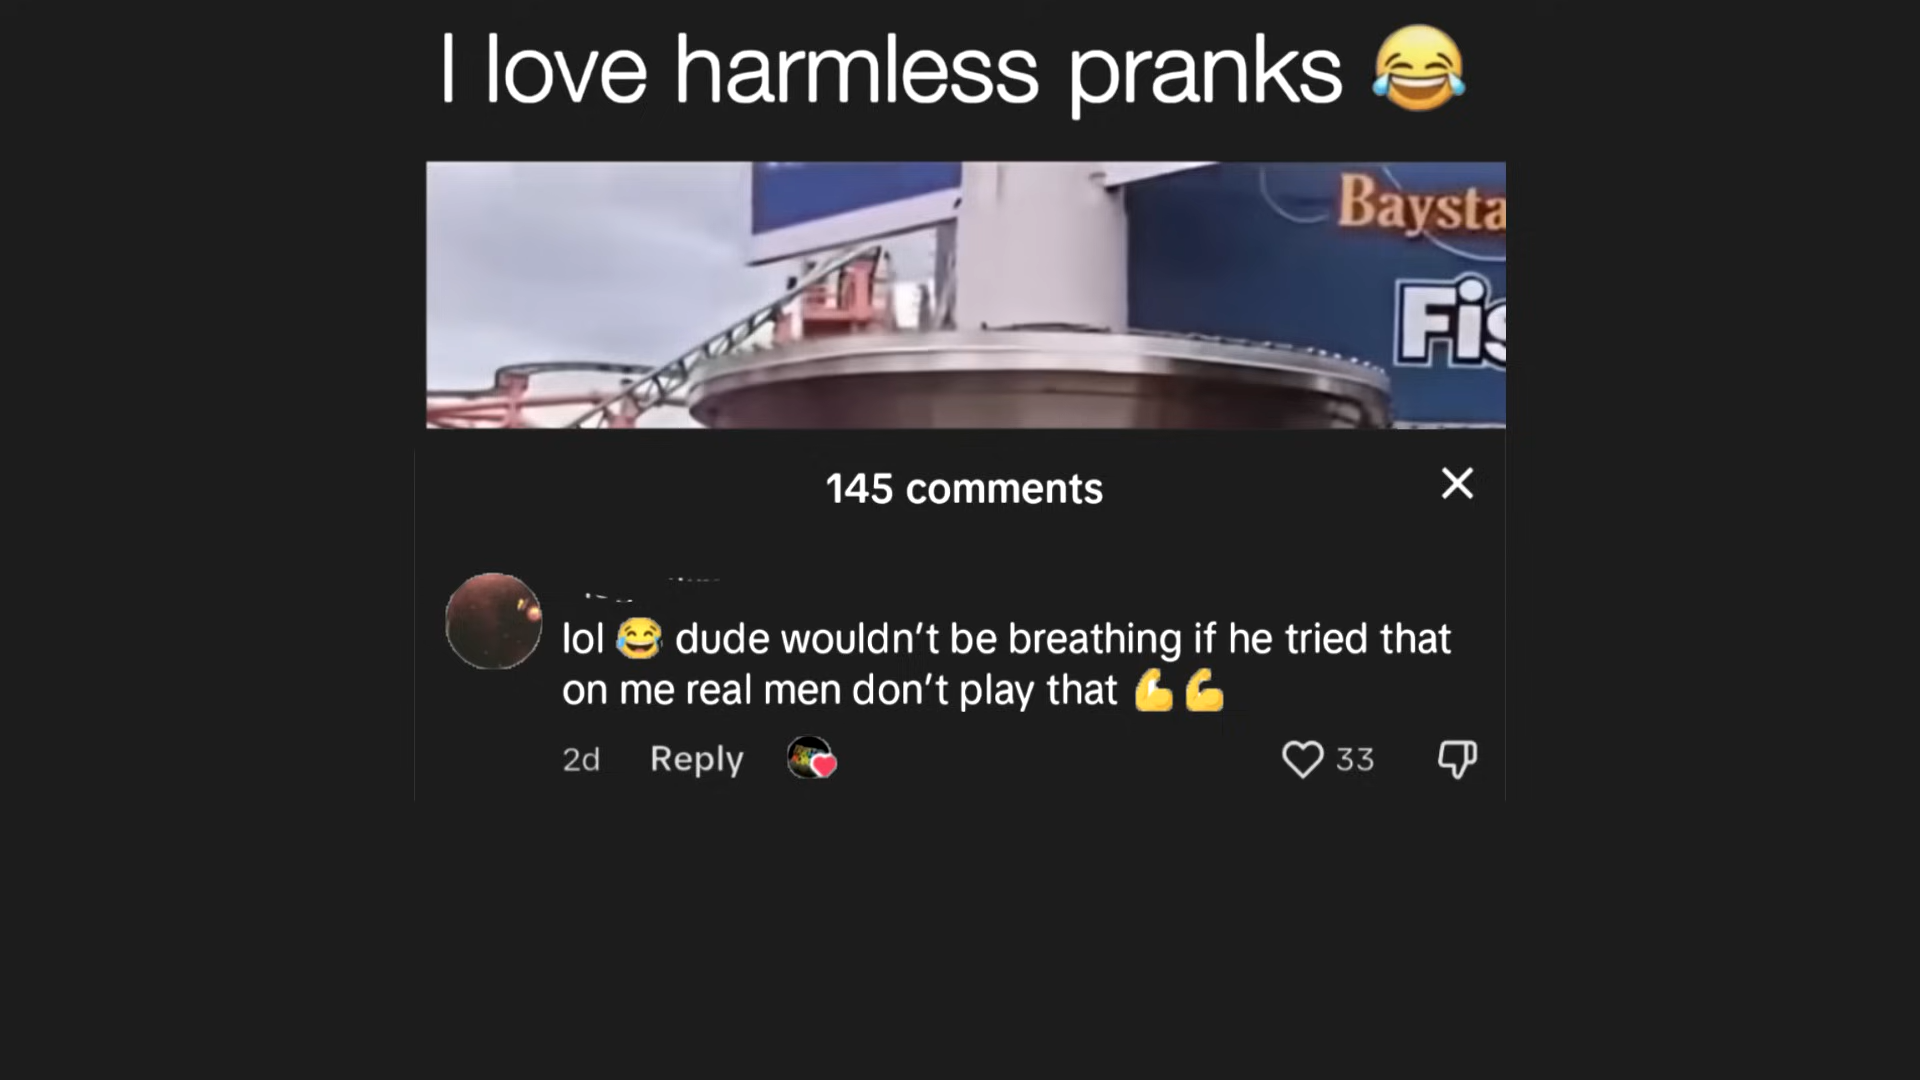 I love harmless pranks 😂
Baysta
Fis
145 comments
lol 😂 dude wouldn't be breathing if he tried that
on me real men don't play that 💪💪
2d Reply 33